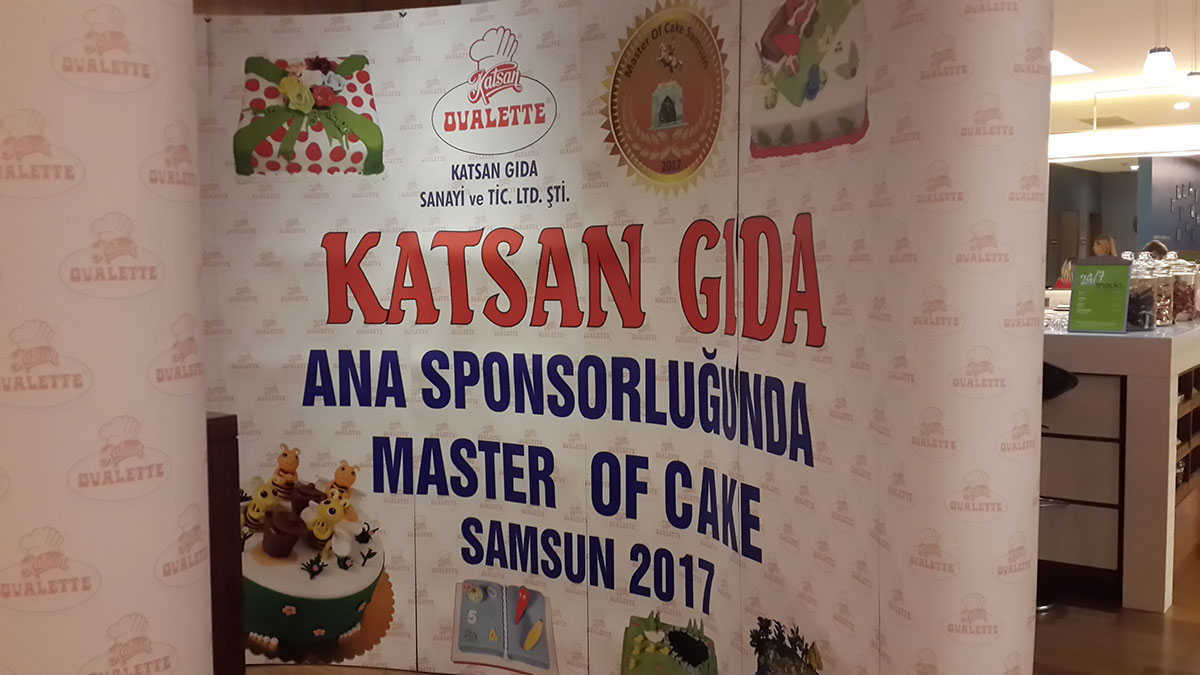 Katsan
OVALETTE
KATSAN GIDA
SANAYİ ve TİC. LTD. ŞTİ.
Master Of Cake Samsun
2017
KATSAN GIDA
ANA SPONSORLUĞUNDA
MASTER OF CAKE
SAMSUN 2017
24/7
snacks
OVALETTE